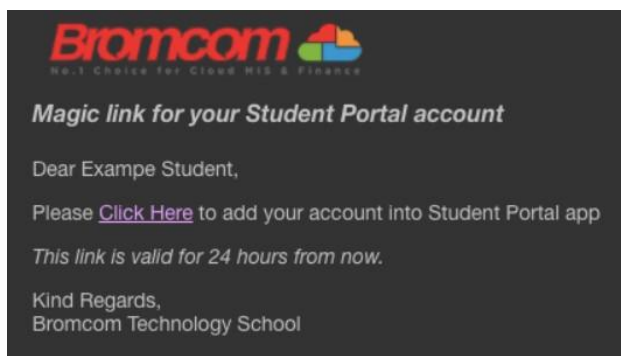 Bromcom
No.1 Choice for Cloud MIS & Finance
Magic link for your Student Portal account
Dear Exampe Student,
Please Click Here to add your account into Student Portal app
This link is valid for 24 hours from now.
Kind Regards,
Bromcom Technology School